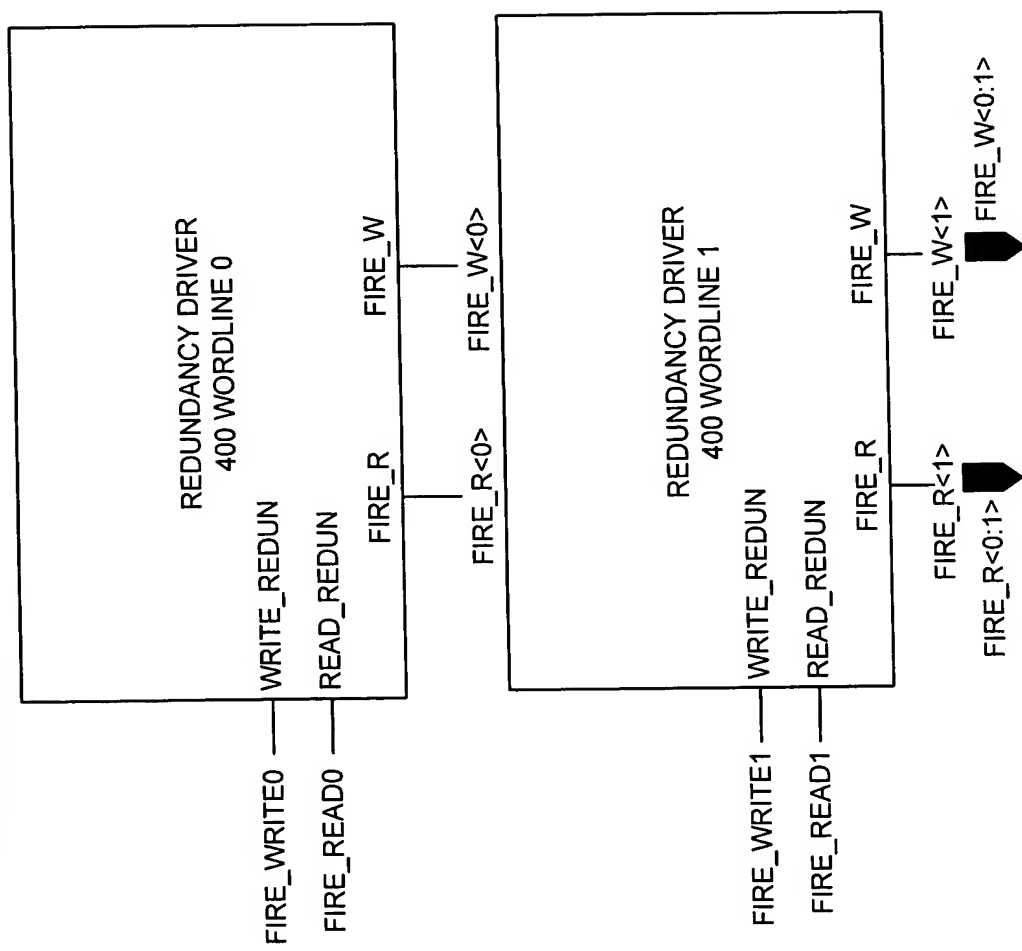 REDUNDANCY DRIVER
400 WORDLINE 0
FIRE_WRITE0
WRITE_REDUN
FIRE_READ0
READ_REDUN
FIRE_R
FIRE_W
FIRE_R<0>
FIRE_W<0>
REDUNDANCY DRIVER
400 WORDLINE 1
FIRE_WRITE1
WRITE_REDUN
FIRE_READ1
READ_REDUN
FIRE_R
FIRE_W
FIRE_R<1>
FIRE_W<1>
FIRE_R<0:1>
FIRE_W<0:1>